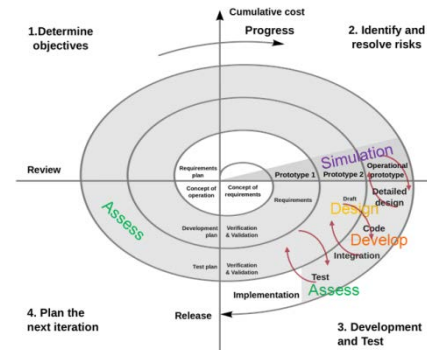 Cumulative cost
Progress
1.Determine
objectives
2. Identify and
resolve risks
Simulation
Review
Requirements
plan
Prototype 1
Prototype 2
Operational
prototype
Concept of
operation
Concept of
requirements
Requirements
Draft
Design
Detailed
design
Assess
Development
plan
Verification
& Validation
Code
Develop
Integration
Test plan
Verification
& Validation
Test
Assess
Implementation
Release
4. Plan the
next iteration
3. Development
and Test